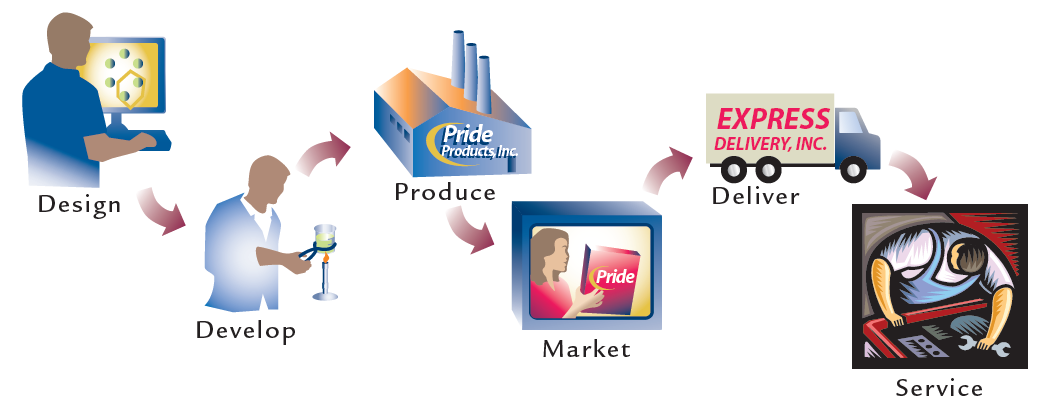 Design
Develop
Pride
Products, Inc.
Produce
Pride
Market
EXPRESS
DELIVERY, INC.
Deliver
Service